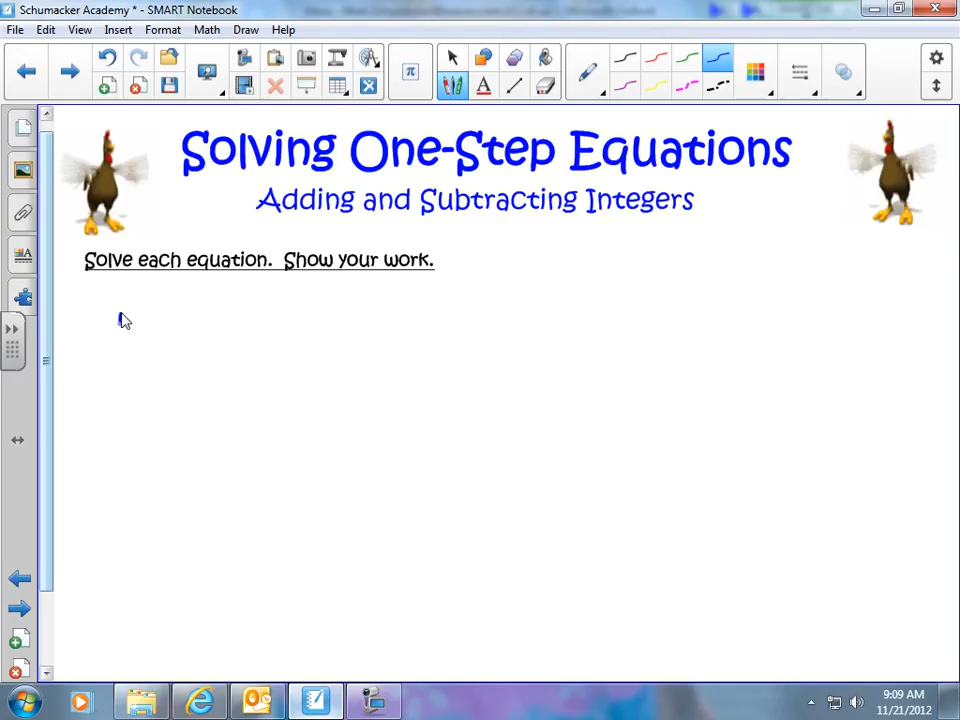 Schumacker Academy * - SMART Notebook
File Edit View Insert Format Math Draw Help
π
A
Solving One-Step Equations
Adding and Subtracting Integers
Solve each equation. Show your work.
9:09 AM
11/21/2012